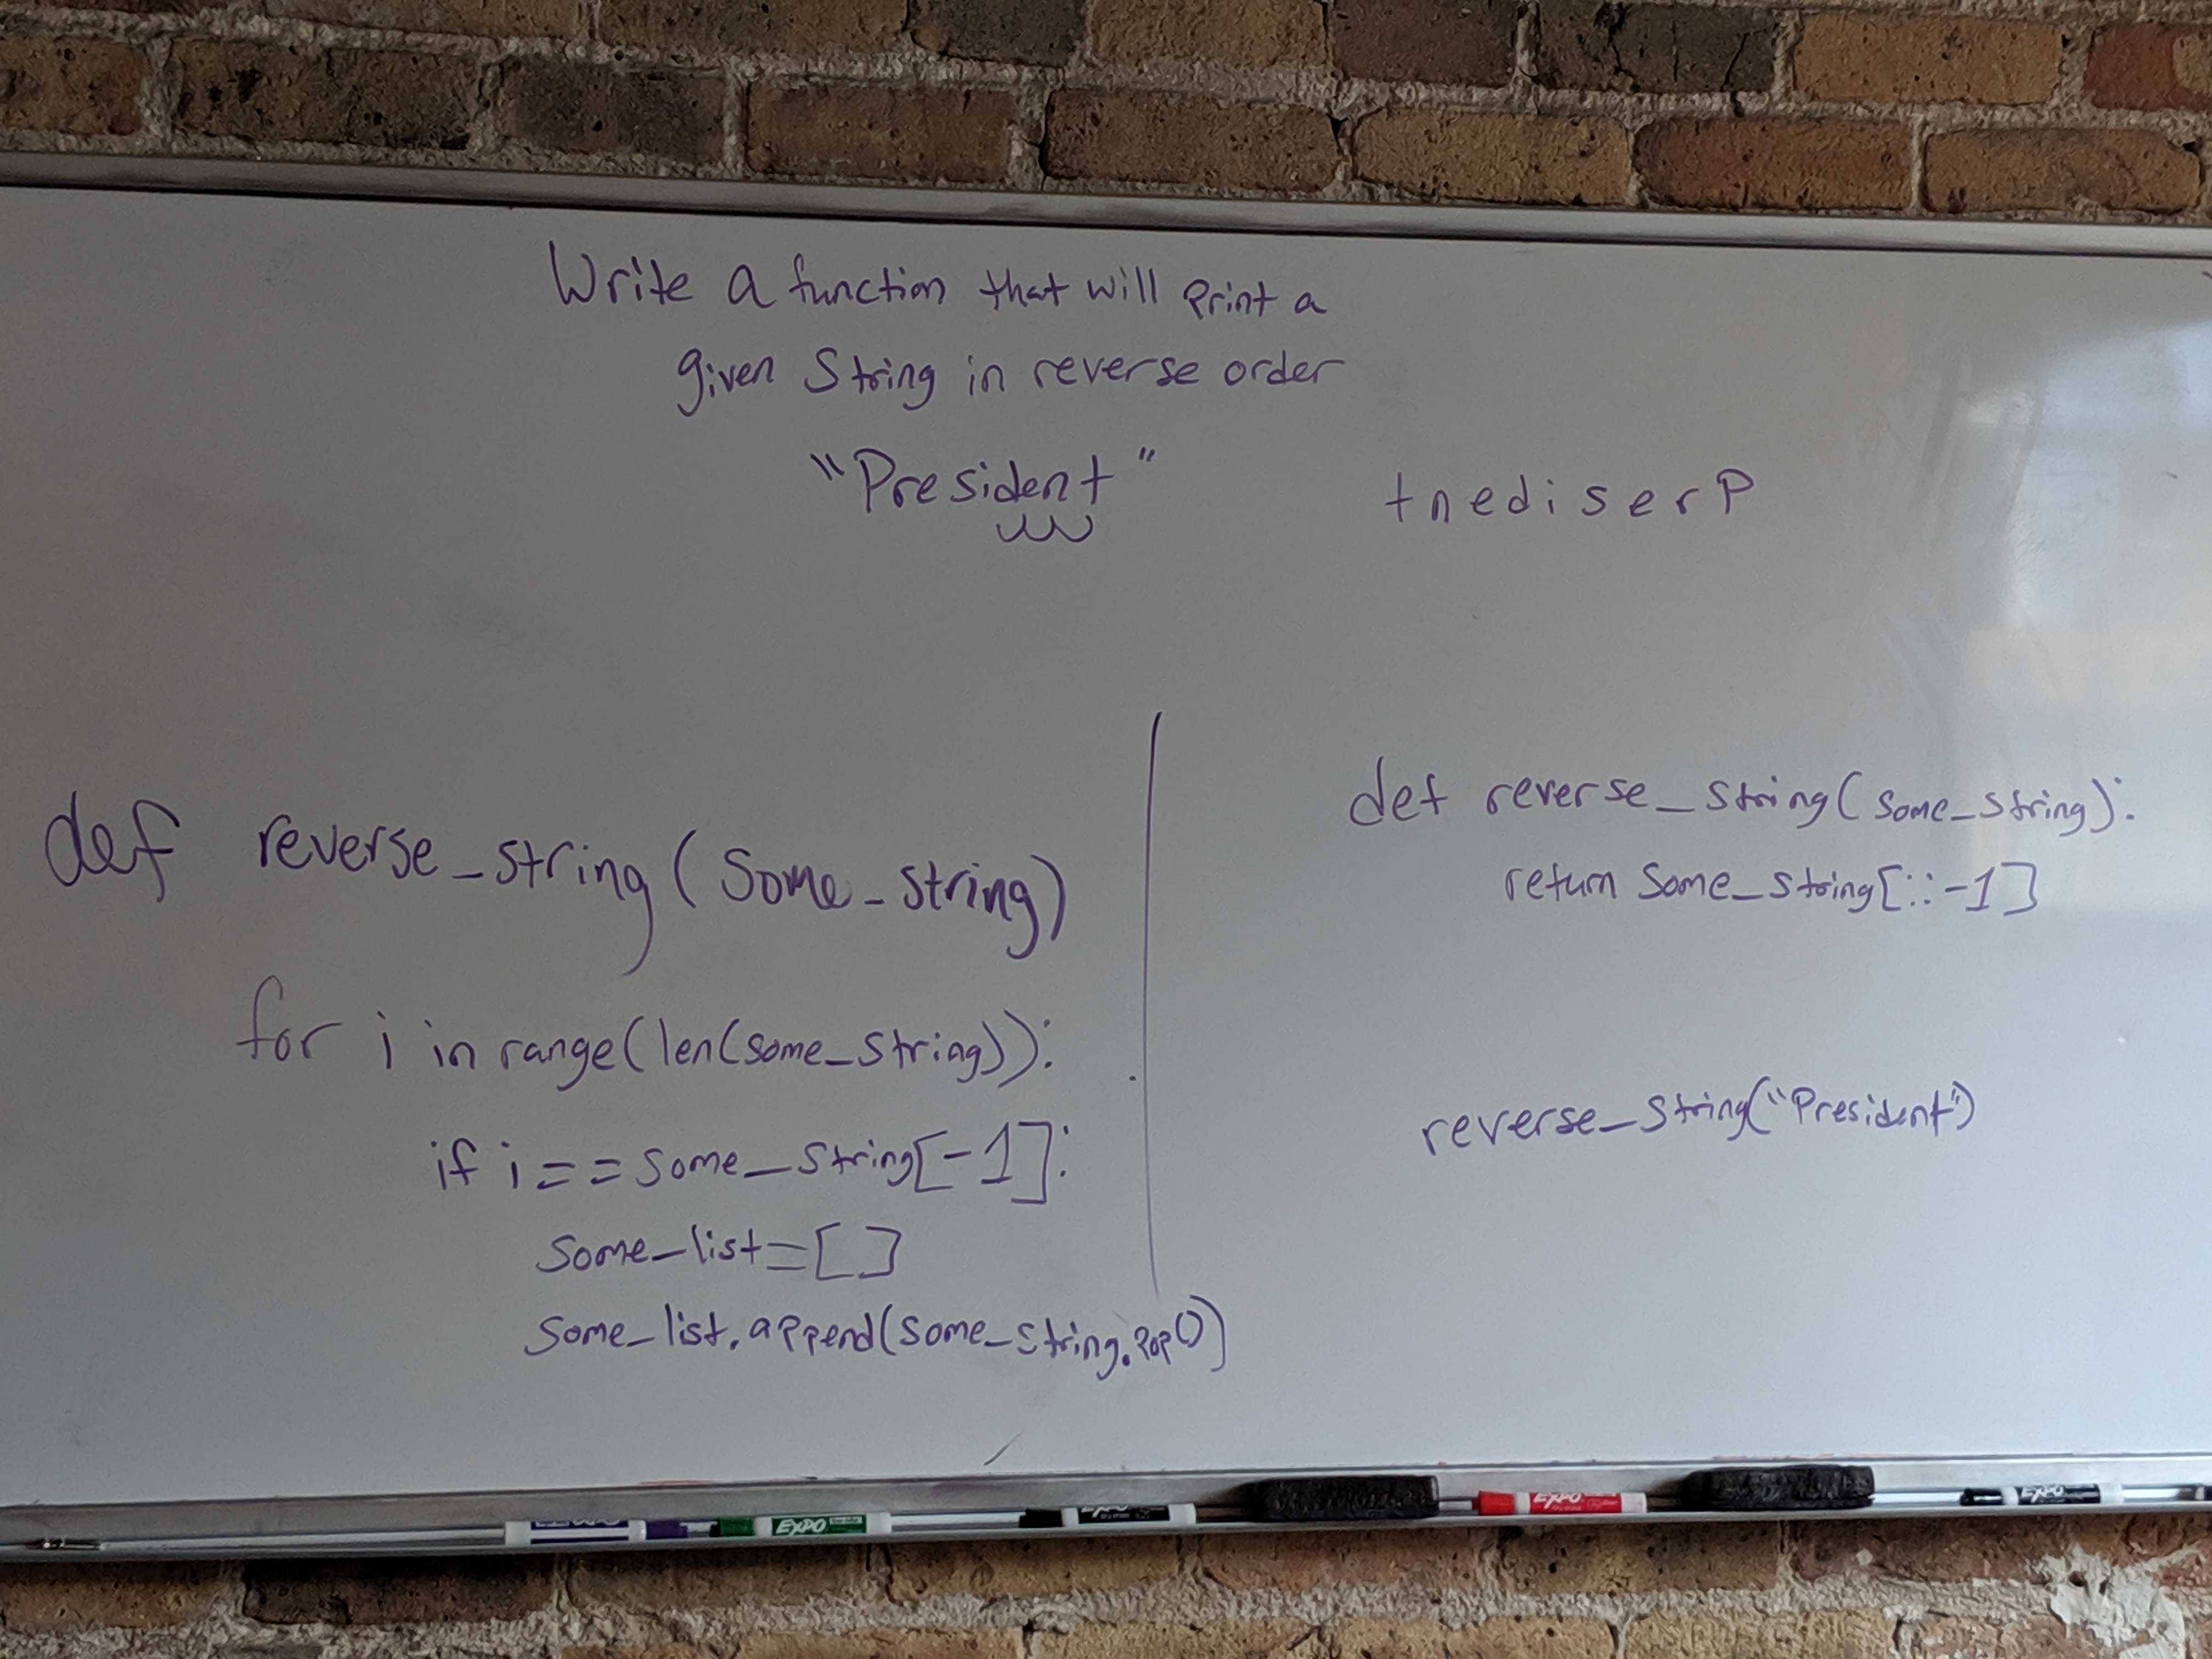 Write a function that will print a
given String in reverse order
"President" tnediserP
def reverse_string(Some_string)
for i in range(len(some_string)):
if i == some_string[-1]:
some_list=[]
some_list.append(some_string.pop())
def reverse_string(some_string):
return some_string[::-1]
reverse_string("President")
EXPO
EXPO
EXPO
EXPO